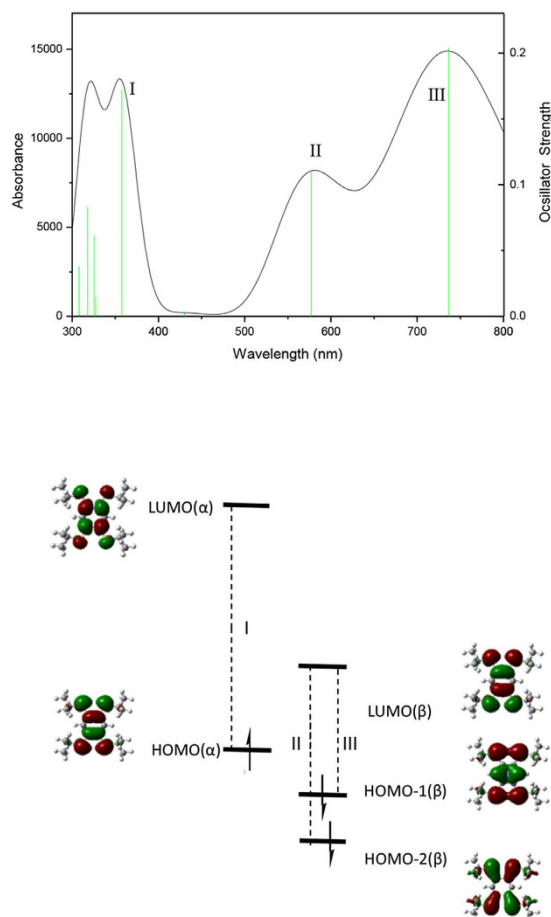 15000
10000
5000
0
Absorbance
0.2
0.1
0.0
Ocsillator Strength
I
II
III
300
400
500
600
700
800
Wavelength (nm)
LUMO(α)
I
HOMO(α)
LUMO(β)
II
III
HOMO-1(β)
HOMO-2(β)